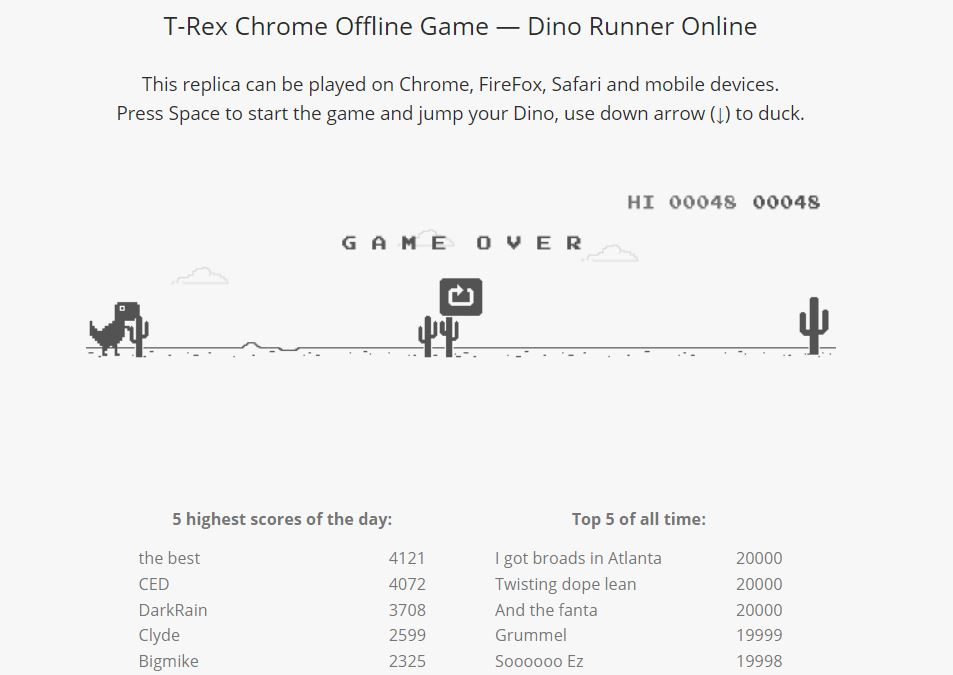 T-Rex Chrome Offline Game — Dino Runner Online
This replica can be played on Chrome, FireFox, Safari and mobile devices.
Press Space to start the game and jump your Dino, use down arrow (↓) to duck.
HI 00048 00048
GAME OVER
5 highest scores of the day:
the best 4121
CED 4072
DarkRain 3708
Clyde 2599
Bigmike 2325
Top 5 of all time:
I got broads in Atlanta 20000
Twisting dope lean 20000
And the fanta 20000
Grummel 19999
Soooooo Ez 19998